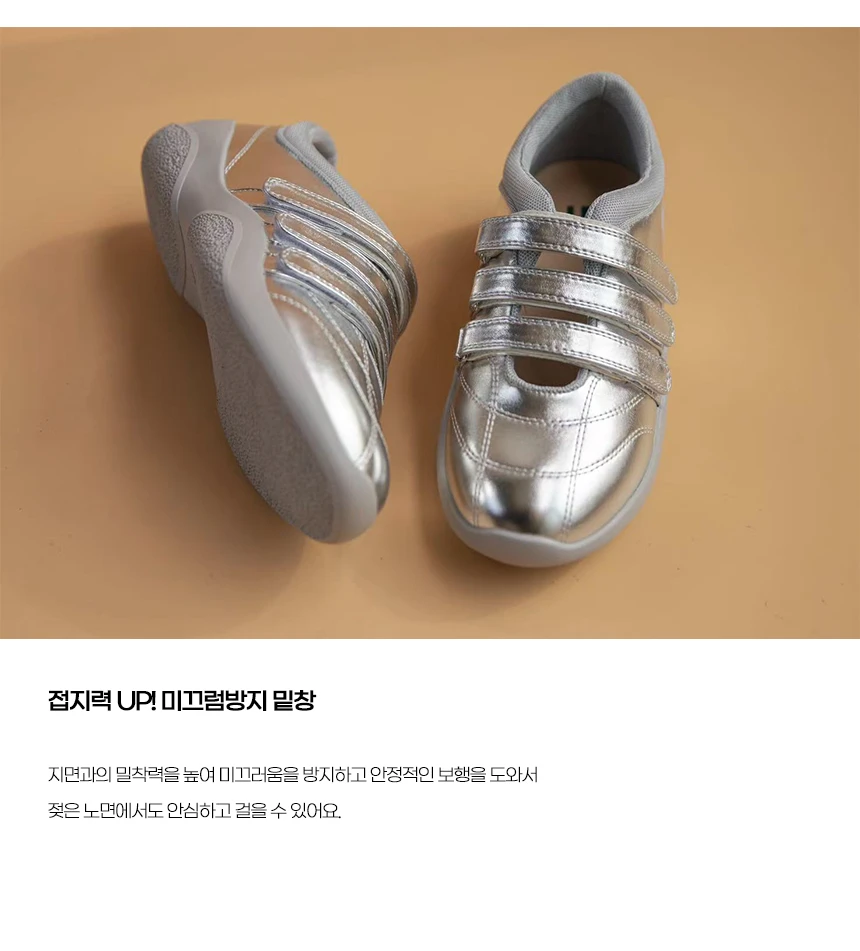 접지력 UP! 미끄럼방지 밑창
지면과의 밀착력을 높여 미끄러움을 방지하고 안정적인 보행을 도와서
젖은 노면에서도 안심하고 걸을 수 있어요.